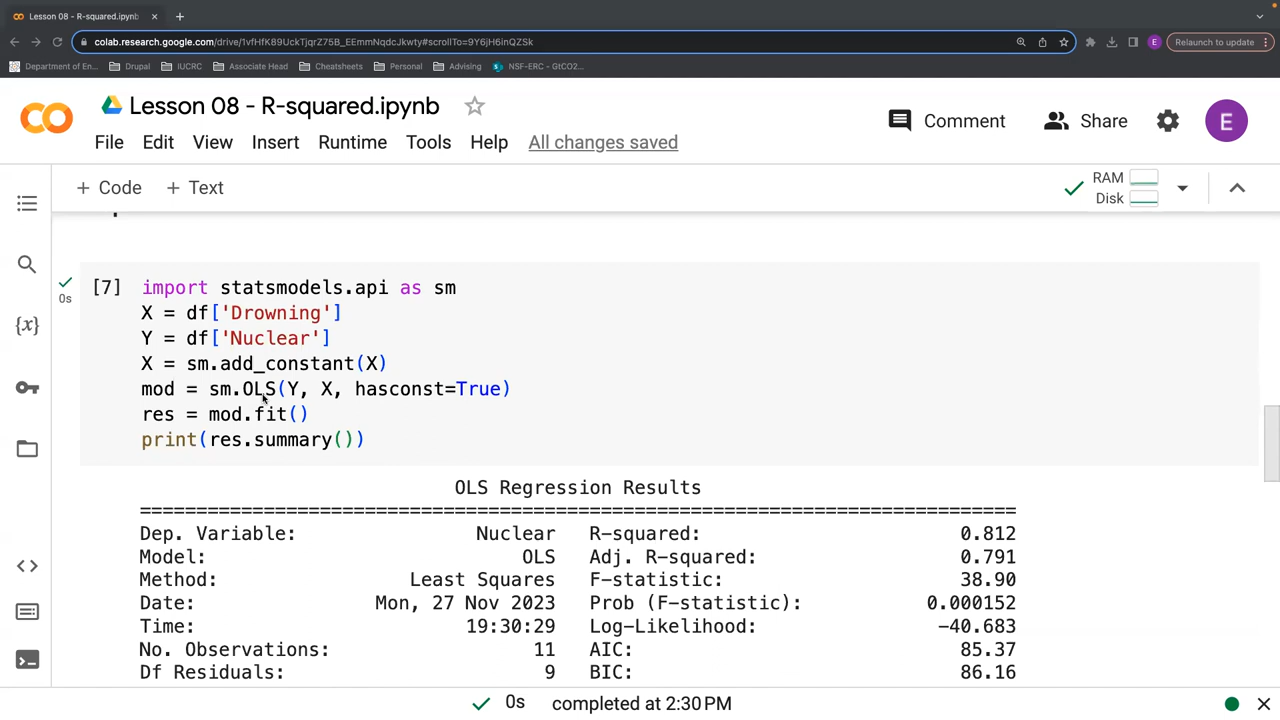 Lesson 08 - R-squared.ipynb
colab.research.google.com/drive/1vfHfK89UckTjqrZ75B_EEmmNqdcJkwty#scrollTo=9Y6jH6inQZSk
E
Relaunch to update
Department of En...
Drupal
IUCRC
Associate Head
Cheatsheets
Personal
Advising
NSF-ERC - GtCO2...
Lesson 08 - R-squared.ipynb
Comment
Share
E
File Edit View Insert Runtime Tools Help All changes saved
+ Code + Text
RAM
Disk
[7] import statsmodels.api as sm
0s
X = df['Drowning']
Y = df['Nuclear']
X = sm.add_constant(X)
mod = sm.OLS(Y, X, hasconst=True)
res = mod.fit()
print(res.summary())
OLS Regression Results
==============================================================================
Dep. Variable: Nuclear R-squared: 0.812
Model: OLS Adj. R-squared: 0.791
Method: Least Squares F-statistic: 38.90
Date: Mon, 27 Nov 2023 Prob (F-statistic): 0.000152
Time: 19:30:29 Log-Likelihood: -40.683
No. Observations: 11 AIC: 85.37
Df Residuals: 9 BIC: 86.16
0s completed at 2:30 PM